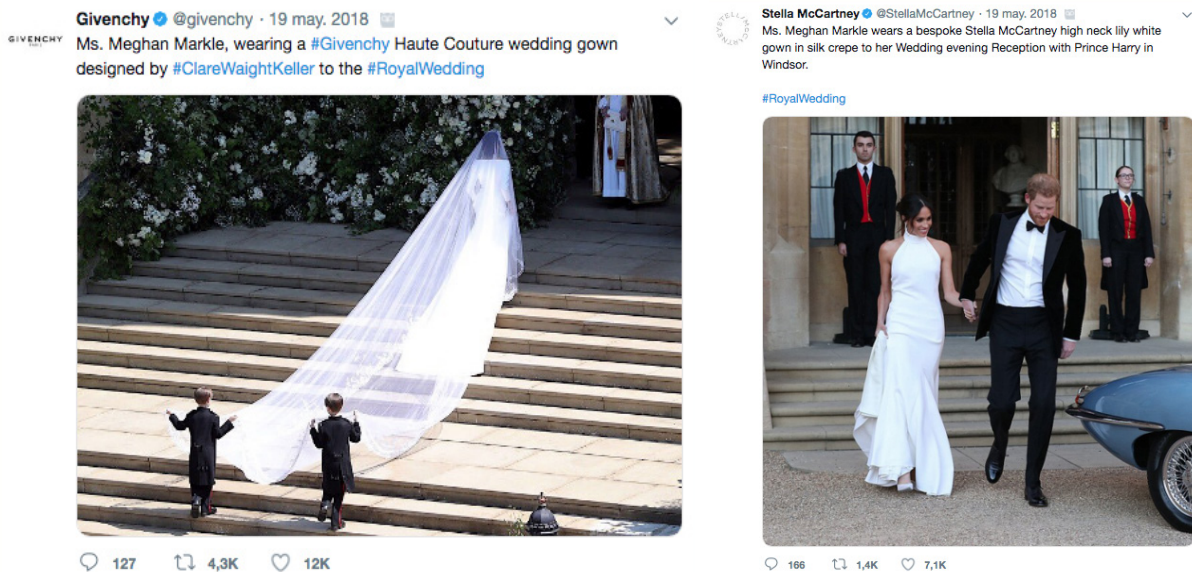 GIVENCHY
Givenchy @givenchy · 19 may. 2018
Ms. Meghan Markle, wearing a #Givenchy Haute Couture wedding gown
designed by #ClareWaightKeller to the #RoyalWedding
127 4,3K 12K
Stella McCartney @StellaMcCartney · 19 may. 2018
Ms. Meghan Markle wears a bespoke Stella McCartney high neck lily white
gown in silk crepe to her Wedding evening Reception with Prince Harry in
Windsor.
#RoyalWedding
166 1,4K 7,1K